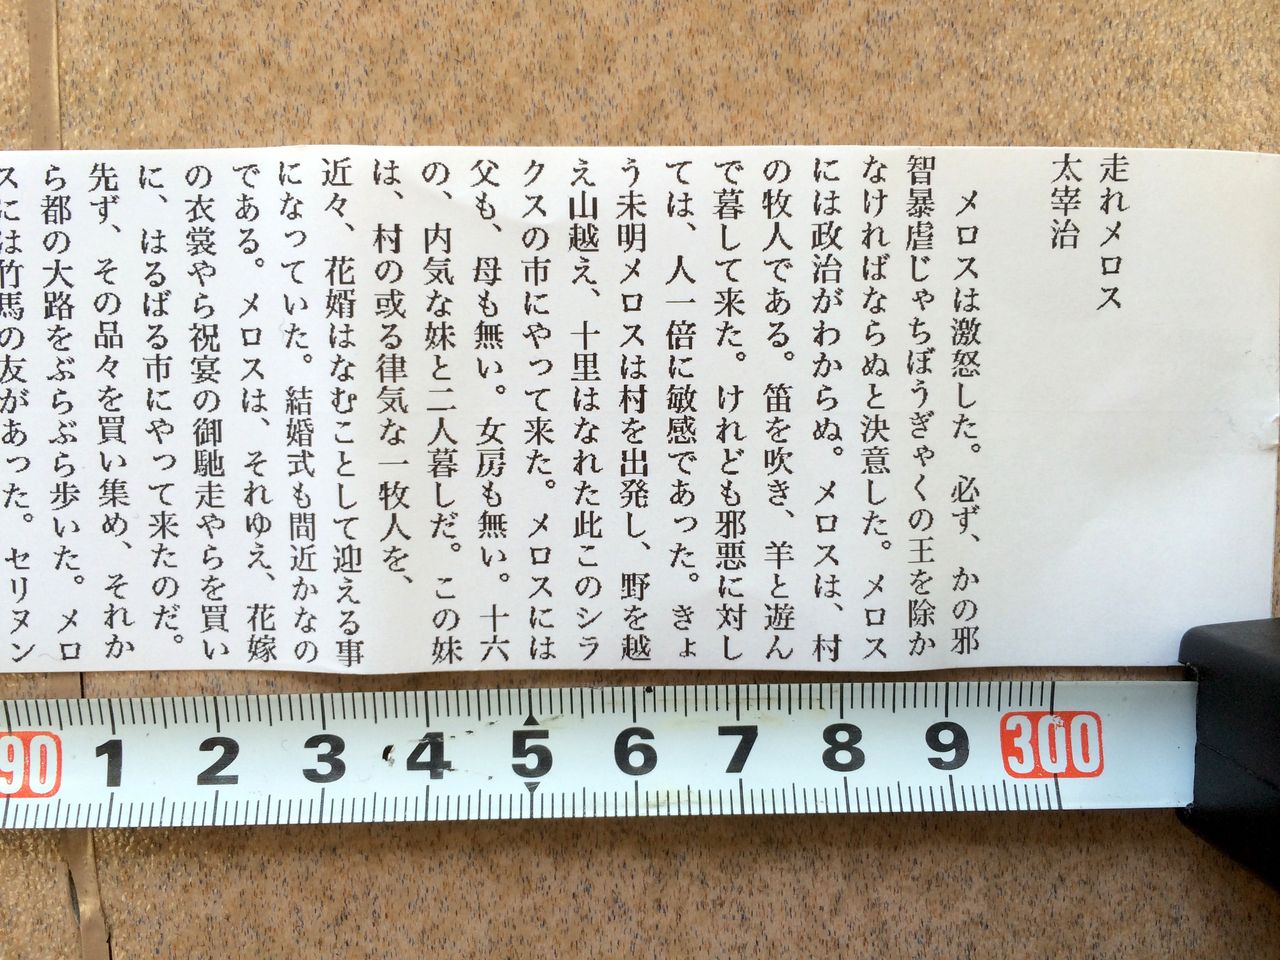 走れメロス
太宰治
メロスは激怒した。必ず、かの邪
智暴虐じゃちぼうぎゃくの王を除か
なければならぬと決意した。メロス
には政治がわからぬ。メロスは、村
の牧人である。笛を吹き、羊と遊ん
で暮して来た。けれども邪悪に対し
ては、人一倍に敏感であった。きょ
う未明メロスは村を出発し、野を越
え山越え、十里はなれた此このシラ
クスの市にやって来た。メロスには
父も、母も無い。女房も無い。十六
の、内気な妹と二人暮しだ。この妹
は、村の或る律気な一牧人を、
近々、花婿はなむことして迎える事
になっていた。結婚式も間近かなの
である。メロスは、それゆえ、花嫁
の衣裳やら祝宴の御馳走やらを買い
に、はるばる市にやって来たのだ。
先ず、その品々を買い集め、それか
ら都の大路をぶらぶら歩いた。メロ
スには竹馬の友があった。セリヌン
90 1 2 3 4 5 6 7 8 9 300